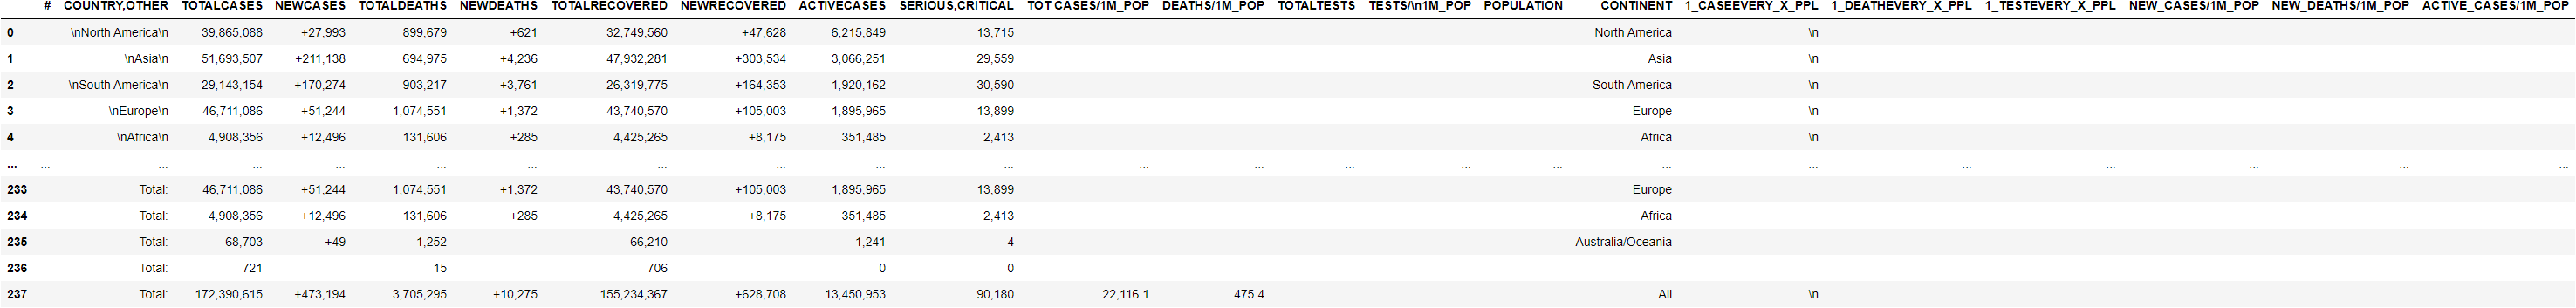 # COUNTRY,OTHER TOTALCASES NEWCASES TOTALDEATHS NEWDEATHS TOTALRECOVERED NEWRECOVERED ACTIVECASES SERIOUS,CRITICAL TOT CASES/1M_POP DEATHS/1M_POP TOTALTESTS TESTS/\n1M_POP POPULATION CONTINENT 1_CASEEVERY_X_PPL 1_DEATHEVERY_X_PPL 1_TESTEVERY_X_PPL NEW_CASES/1M_POP NEW_DEATHS/1M_POP ACTIVE_CASES/1M_POP
0 \nNorth America\n 39,865,088 +27,993 899,679 +621 32,749,560 +47,628 6,215,849 13,715 North America \n
1 \nAsia\n 51,693,507 +211,138 694,975 +4,236 47,932,281 +303,534 3,066,251 29,559 Asia \n
2 \nSouth America\n 29,143,154 +170,274 903,217 +3,761 26,319,775 +164,353 1,920,162 30,590 South America \n
3 \nEurope\n 46,711,086 +51,244 1,074,551 +1,372 43,740,570 +105,003 1,895,965 13,899 Europe \n
4 \nAfrica\n 4,908,356 +12,496 131,606 +285 4,425,265 +8,175 351,485 2,413 Africa \n
... ... ... ... ... ... ... ... ... ... ... ... ... ... ... ... ... ... ... ... ... ... ...
233 Total: 46,711,086 +51,244 1,074,551 +1,372 43,740,570 +105,003 1,895,965 13,899 Europe
234 Total: 4,908,356 +12,496 131,606 +285 4,425,265 +8,175 351,485 2,413 Africa
235 Total: 68,703 +49 1,252 66,210 1,241 4 Australia/Oceania
236 Total: 721 15 706 0 0
237 Total: 172,390,615 +473,194 3,705,295 +10,275 155,234,367 +628,708 13,450,953 90,180 22,116.1 475.4 All \n